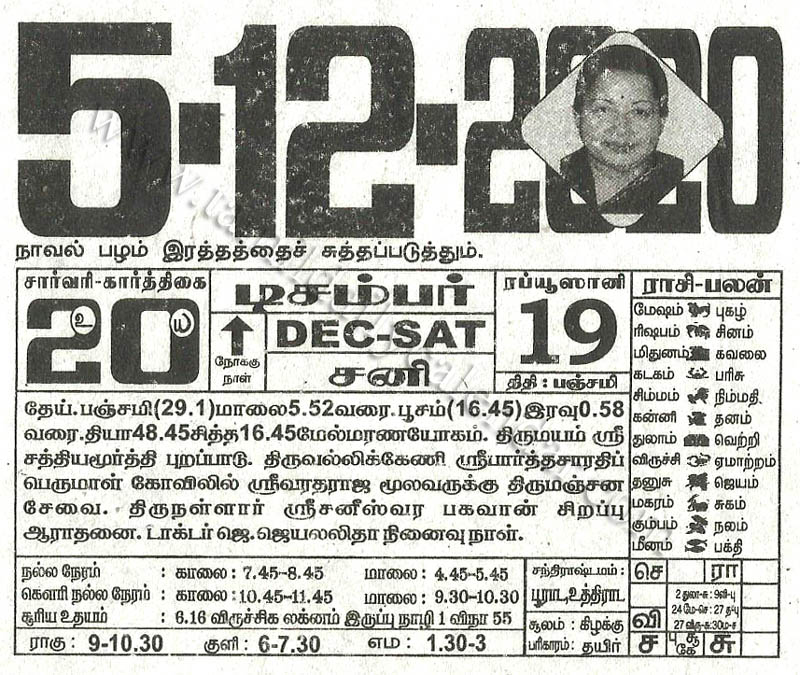 5-12-2020
நாவல் பழம் இரத்தத்தைச் சுத்தப்படுத்தும்.
சார்வரி-கார்த்திகை
20
உ ய
டிசம்பர்
நோக்கு
நாள்
DEC-SAT
சனி
ரப்யூஸானி
19
திதி : பஞ்சமி
தேய்.பஞ்சமி(29.1)மாலை5.52வரை.பூசம்(16.45)இரவு0.58
வரை.தியா48.45சித்த16.45மேல்மரணயோகம். திருமயம் ஸ்ரீ
சத்தியமூர்த்தி புறப்பாடு. திருவல்லிக்கேணி ஸ்ரீபார்த்தசாரதிப்
பெருமாள் கோவிலில் ஸ்ரீவரதராஜ மூலவருக்கு திருமஞ்சன
சேவை. திருநள்ளார் ஸ்ரீசனீஸ்வர பகவான் சிறப்பு
ஆராதனை. டாக்டர் ஜெ.ஜெயலலிதா நினைவு நாள்.
ராசி-பலன்
மேஷம் புகழ்
ரிஷபம் சினம்
மிதுனம் கவலை
கடகம் பரிசு
சிம்மம் நிம்மதி
கன்னி தனம்
துலாம் வெற்றி
விருச்சி ஏமாற்றம்
தனுசு ஜெயம்
மகரம் சுகம்
கும்பம் நலம்
மீனம் பக்தி
நல்ல நேரம் : காலை : 7.45-8.45 மாலை : 4.45-5.45
கௌரி நல்ல நேரம் : காலை : 10.45-11.45 மாலை : 9.30-10.30
சூரிய உதயம் : 6.16 விருச்சிக லக்னம் இருப்பு நாழி 1 விநா 55
ராகு : 9-10.30 குளி : 6-7.30 எம : 1.30-3
சந்திராஷ்டமம் :
பூராட,உத்திராட
சூலம் : கிழக்கு
பரிகாரம் : தயிர்
செ ரா
2 துலா-சு : 9வி-பு
24 மே-செ : 27 த-பு
27 விரு-சு:30ம-ச
வி
ச பு சூ கே சு